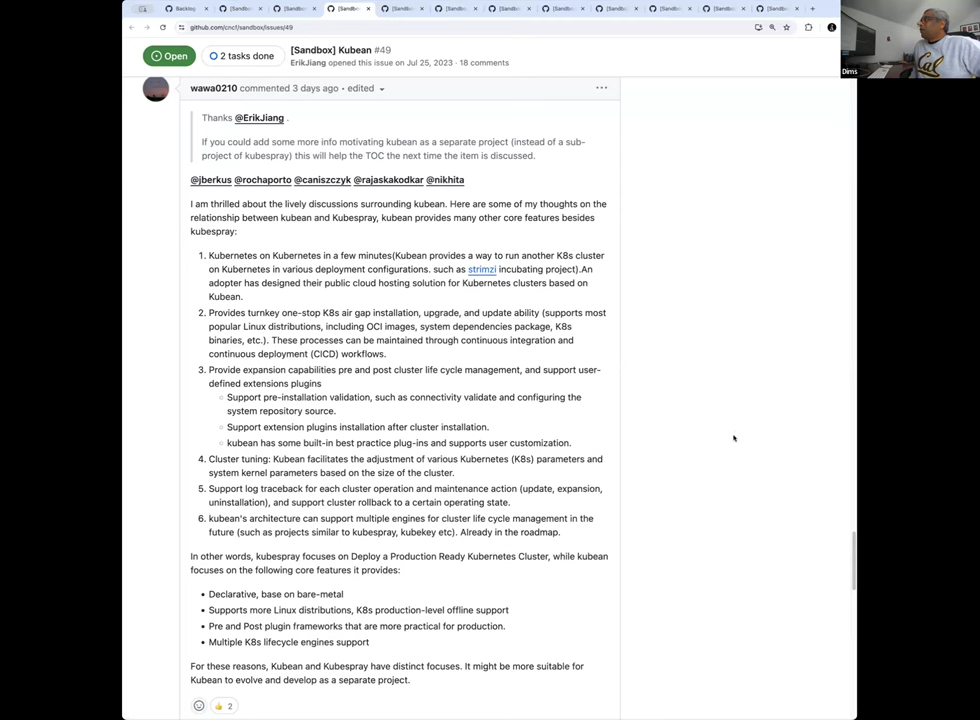 Backlog
[Sandbox]
[Sandbox]
[Sandbox]
[Sandbox]
[Sandbox]
[Sandbox]
[Sandbox]
[Sandbox]
[Sandbox]
[Sandbox]
[Sandbox]
github.com/cncf/sandbox/issues/49
Dims
Cal
Open
2 tasks done
[Sandbox] Kubean #49
ErikJiang opened this issue on Jul 25, 2023 · 18 comments
wawa0210 commented 3 days ago • edited
Thanks @ErikJiang .
If you could add some more info motivating kubean as a separate project (instead of a sub-
project of kubespray) this will help the TOC the next time the item is discussed.
@jberkus @rochaporto @caniszczyk @rajaskakodkar @nikhita
I am thrilled about the lively discussions surrounding kubean. Here are some of my thoughts on the
relationship between kubean and Kubespray, kubean provides many other core features besides
kubespray:
1. Kubernetes on Kubernetes in a few minutes(Kubean provides a way to run another K8s cluster
on Kubernetes in various deployment configurations. such as strimzi incubating project).An
adopter has designed their public cloud hosting solution for Kubernetes clusters based on
Kubean.
2. Provides turnkey one-stop K8s air gap installation, upgrade, and update ability (supports most
popular Linux distributions, including OCI images, system dependencies package, K8s
binaries, etc.). These processes can be maintained through continuous integration and
continuous deployment (CICD) workflows.
3. Provide expansion capabilities pre and post cluster life cycle management, and support user-
defined extensions plugins
○ Support pre-installation validation, such as connectivity validate and configuring the
system repository source.
○ Support extension plugins installation after cluster installation.
○ kubean has some built-in best practice plug-ins and supports user customization.
4. Cluster tuning: Kubean facilitates the adjustment of various Kubernetes (K8s) parameters and
system kernel parameters based on the size of the cluster.
5. Support log traceback for each cluster operation and maintenance action (update, expansion,
uninstallation), and support cluster rollback to a certain operating state.
6. kubean's architecture can support multiple engines for cluster life cycle management in the
future (such as projects similar to kubespray, kubekey etc). Already in the roadmap.
In other words, kubespray focuses on Deploy a Production Ready Kubernetes Cluster, while kubean
focuses on the following core features it provides:
• Declarative, base on bare-metal
• Supports more Linux distributions, K8s production-level offline support
• Pre and Post plugin frameworks that are more practical for production.
• Multiple K8s lifecycle engines support
For these reasons, Kubean and Kubespray have distinct focuses. It might be more suitable for
Kubean to evolve and develop as a separate project.
👍 2